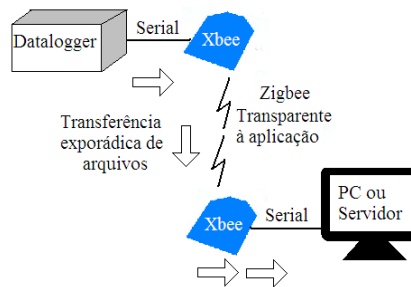 Serial
Datalogger
Xbee
Zigbee
Transparente
à aplicação
Transferência
exporádica de
arquivos
PC ou
Servidor
Serial
Xbee